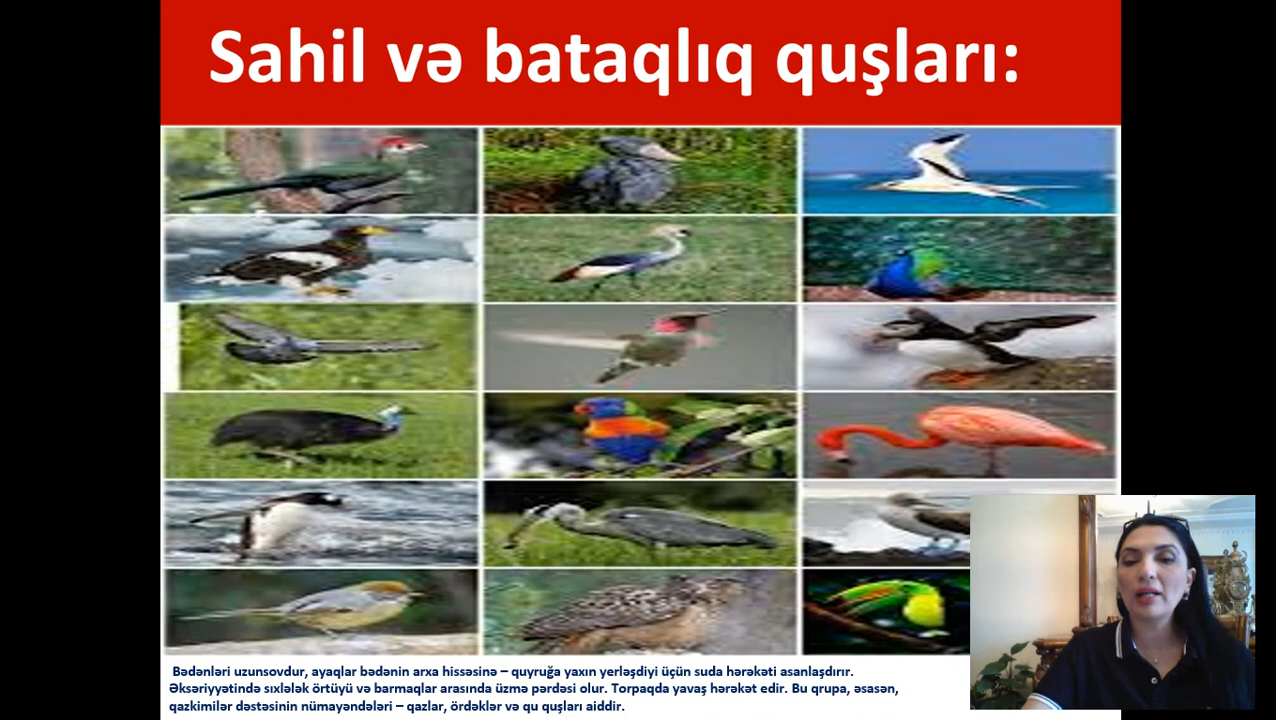 Sahil və bataqlıq quşları:
Bədənləri uzunsovdur, ayaqlar bədənin arxa hissəsinə – quyruğa yaxın yerləşdiyi üçün suda hərəkəti asanlaşdırır.
Əksəriyyətində sıxlələk örtüyü və barmaqlar arasında üzmə pərdəsi olur. Torpaqda yavaş hərəkət edir. Bu qrupa, əsasən,
qazkimilər dəstəsinin nümayəndələri – qazlar, ördəklər və qu quşları aiddir.